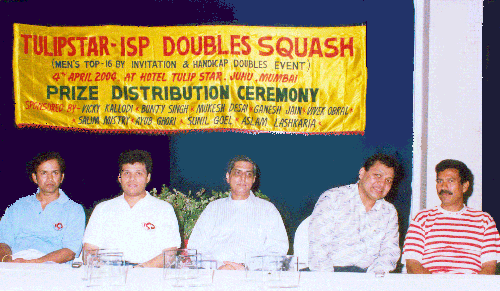 TULIPSTAR-ISP DOUBLES SQUASH
(MEN'S TOP-16 BY INVITATION & HANDICAP DOUBLES EVENT)
4TH APRIL 2004 AT HOTEL TULIP STAR, JUHU, MUMBAI
PRIZE DISTRIBUTION CEREMONY
SPONSORED BY- VICKY KALLODI * BUNTY SINGH * MUKESH DESAI * GANESH JAIN * VIVEK OBRAI *
* SALIM MISTRI * AYUB GHORI * SUNIL GOEL * ASLAM LASHKARIA *